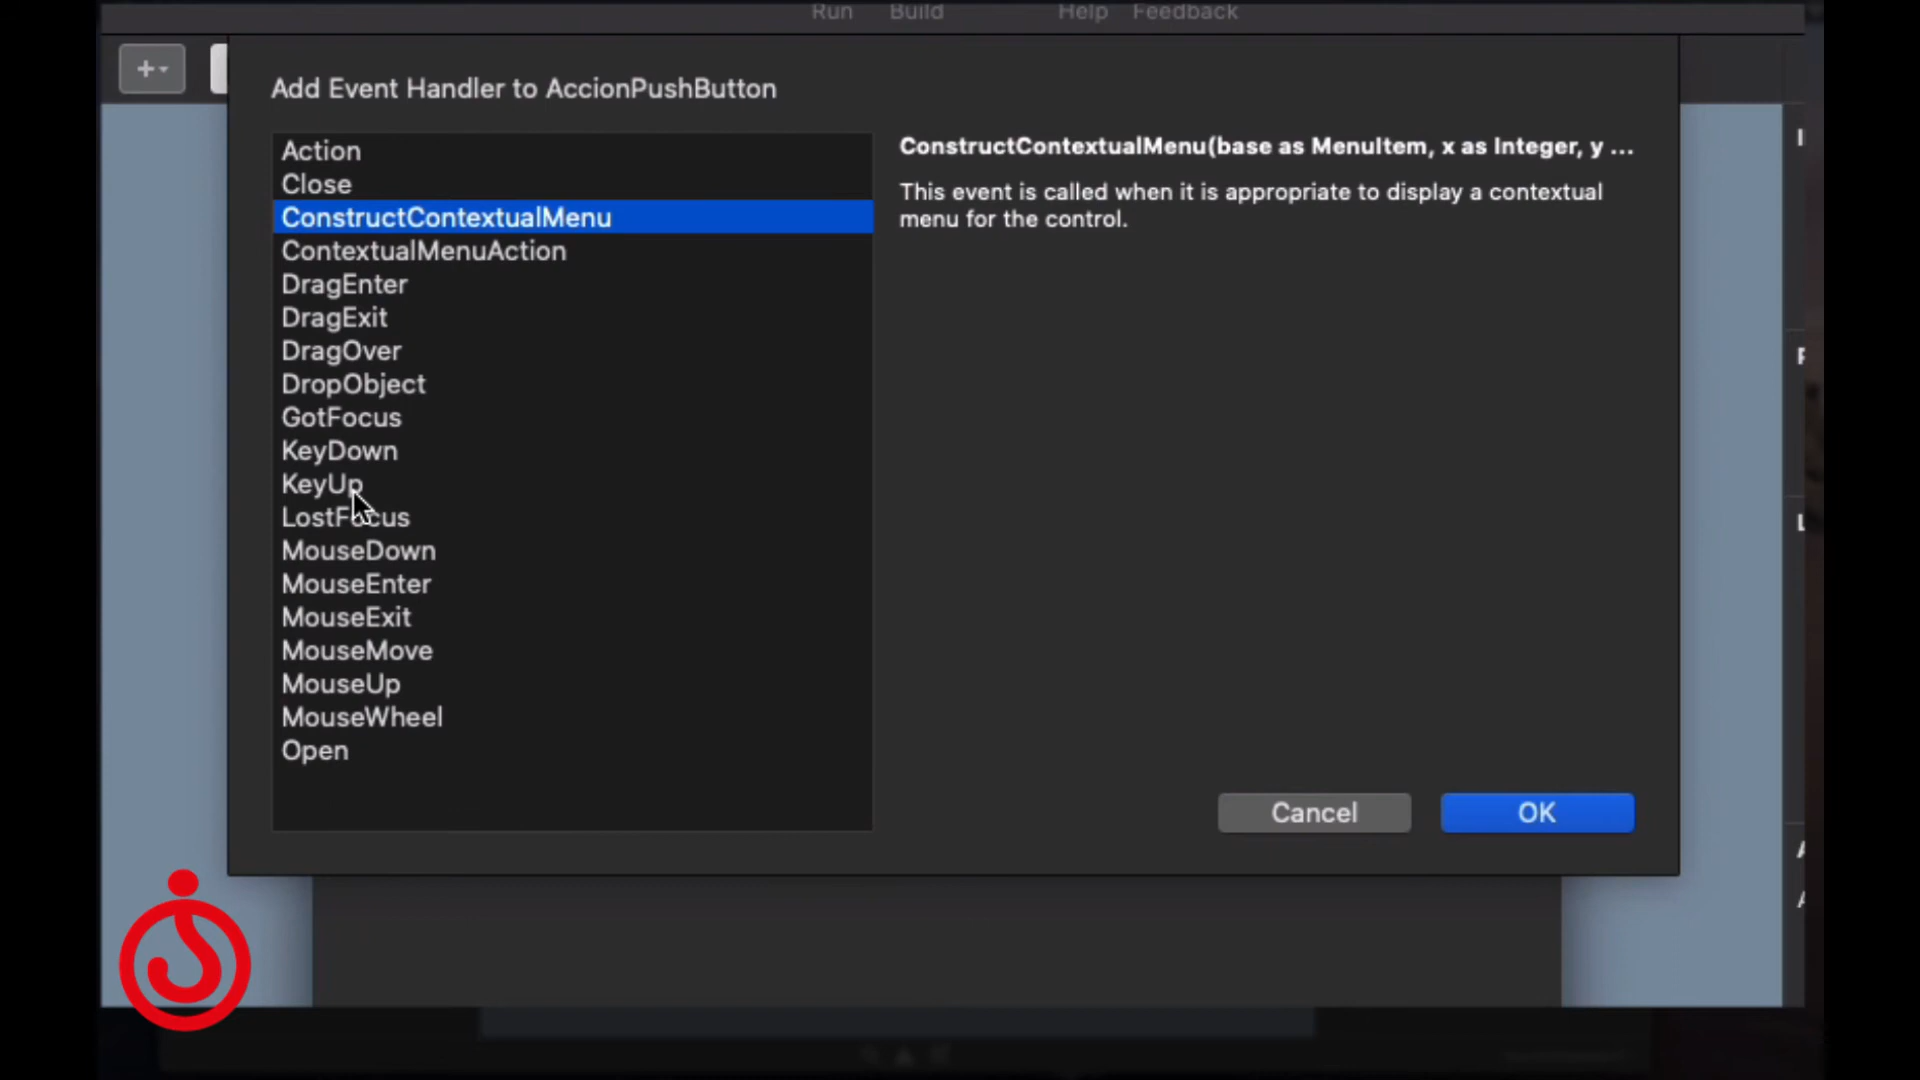 Run Build Help Feedback
Add Event Handler to AccionPushButton
Action
Close
ConstructContextualMenu
ContextualMenuAction
DragEnter
DragExit
DragOver
DropObject
GotFocus
KeyDown
KeyUp
LostFocus
MouseDown
MouseEnter
MouseExit
MouseMove
MouseUp
MouseWheel
Open
ConstructContextualMenu(base as MenuItem, x as Integer, y ...
This event is called when it is appropriate to display a contextual
menu for the control.
Cancel OK